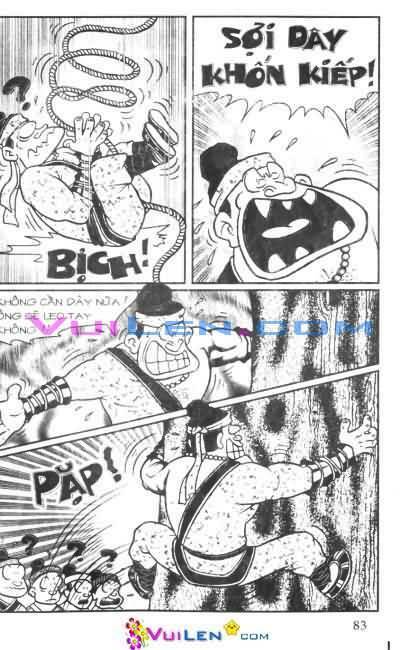 BỊCH!
SỢI DÂY
KHỐN KIẾP!
KHÔNG CẦN DÂY NỮA!
ÔNG SẼ LEO TAY
KHÔNG
VuiLen.com
PẶP!
83
VuiLen.com